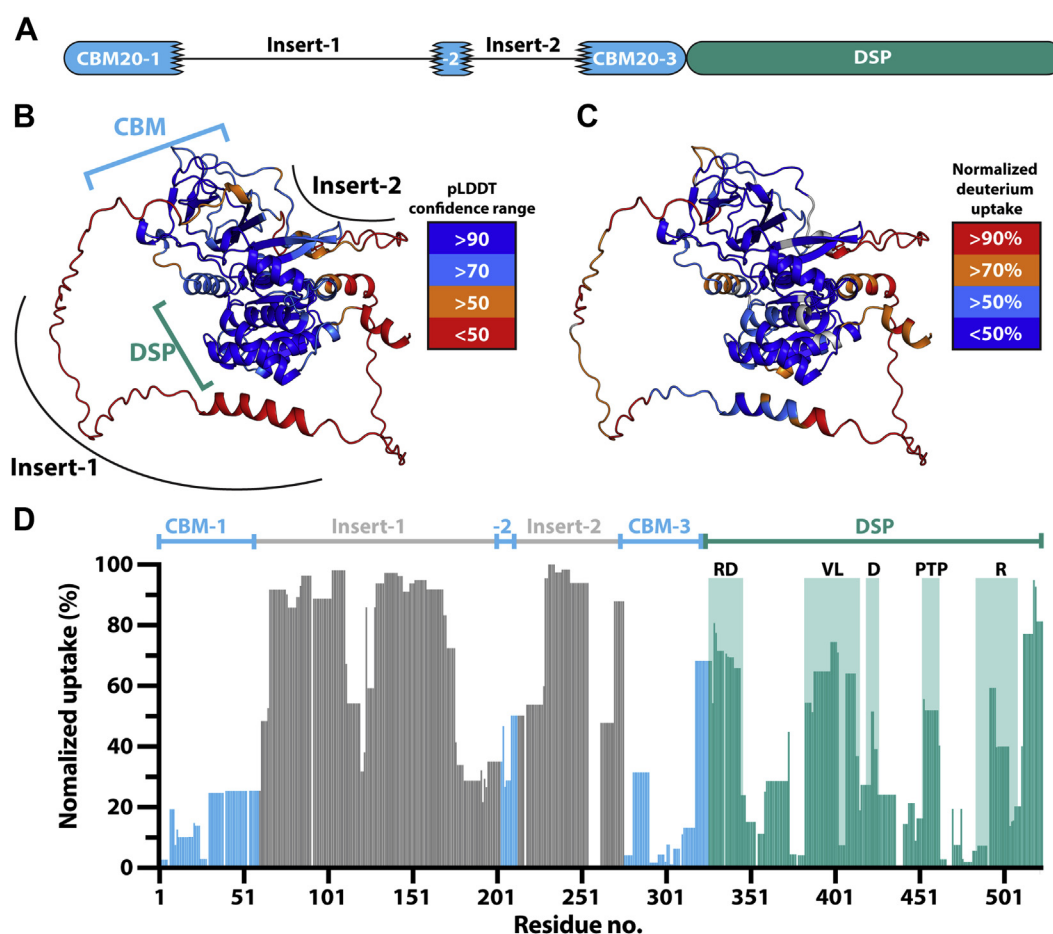 A
CBM20-1
Insert-1
-2
Insert-2
CBM20-3
DSP
B
CBM
Insert-2
DSP
Insert-1
pLDDT
confidence range
>90
>70
>50
<50
C
Normalized
deuterium
uptake
>90%
>70%
>50%
<50%
D
CBM-1
Insert-1
-2
Insert-2
CBM-3
DSP
RD
VL
D
PTP
R
Nomalized uptake (%)
100
80
60
40
20
0
1
51
101
151
201
251
301
351
401
451
501
Residue no.